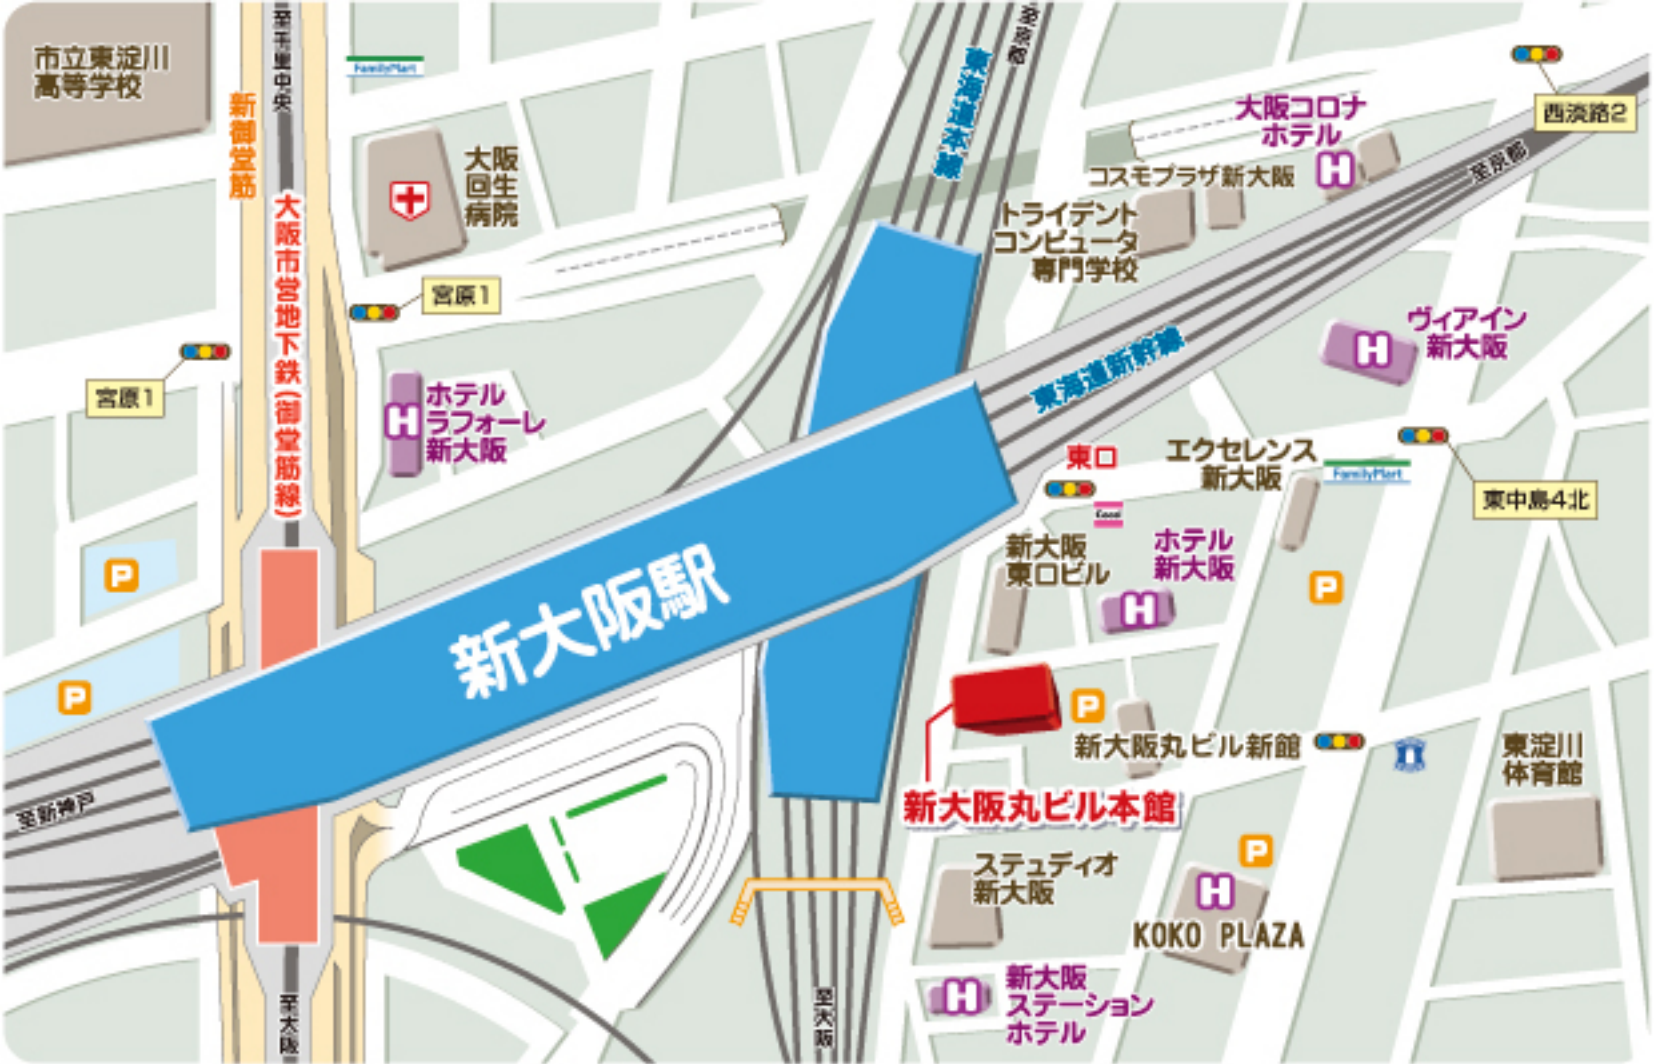 市立東淀川
高等学校
新御堂筋
至千里中央
FamilyMart
大阪
回生
病院
大阪市営地下鉄(御堂筋線)
宮原1
宮原1
ホテル
ラフォーレ
新大阪
東海道本線
至京都
大阪コロナ
ホテル
H
コスモプラザ新大阪
トライデント
コンピュータ
専門学校
西淡路2
至京都
東海道新幹線
ヴィアイン
新大阪
H
H
東口
エクセレンス
新大阪
FamilyMart
東中島4北
新大阪
東口ビル
ホテル
新大阪
H
P
P
P
新大阪駅
P
新大阪丸ビル新館
新大阪丸ビル本館
東淀川
体育館
至新神戸
ステュディオ
新大阪
P
H
KOKO PLAZA
H
新大阪
ステーション
ホテル
至大阪
至大阪